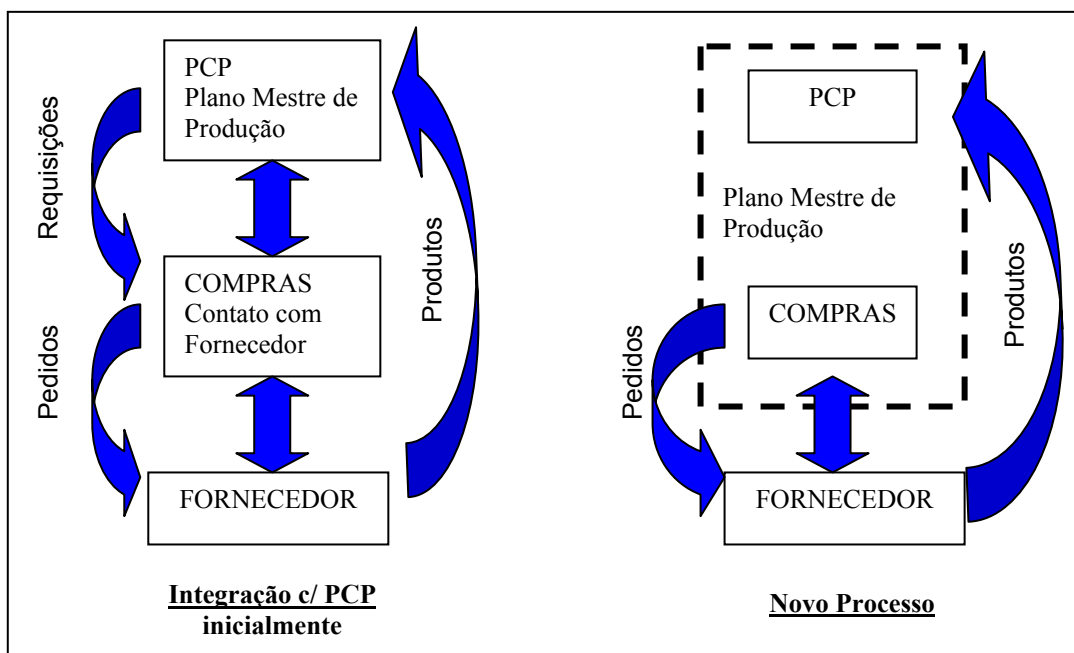 PCP
Plano Mestre de
Produção
Requisições
COMPRAS
Contato com
Fornecedor
Pedidos
Produtos
FORNECEDOR
Integração c/ PCP
inicialmente
PCP
Plano Mestre de
Produção
COMPRAS
Pedidos
Produtos
FORNECEDOR
Novo Processo